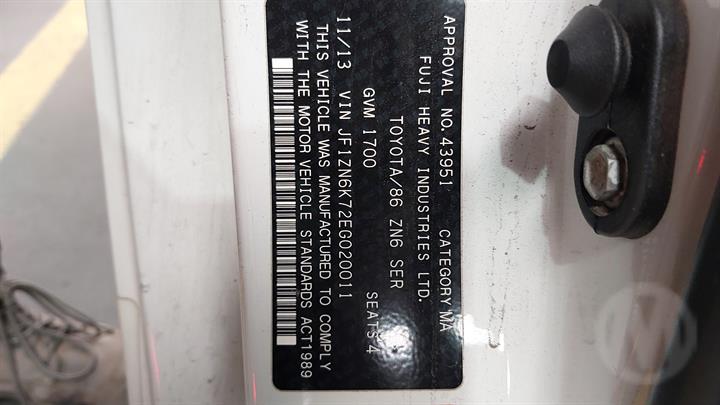 APPROVAL NO. 43951 CATEGORY MA
FUJI HEAVY INDUSTRIES LTD.
TOYOTA/86 ZN6 SER
GVM 1700 SEATS 4
11/13 VIN JF1ZN6K72EG020011
THIS VEHICLE WAS MANUFACTURED TO COMPLY
WITH THE MOTOR VEHICLE STANDARDS ACT1989
M